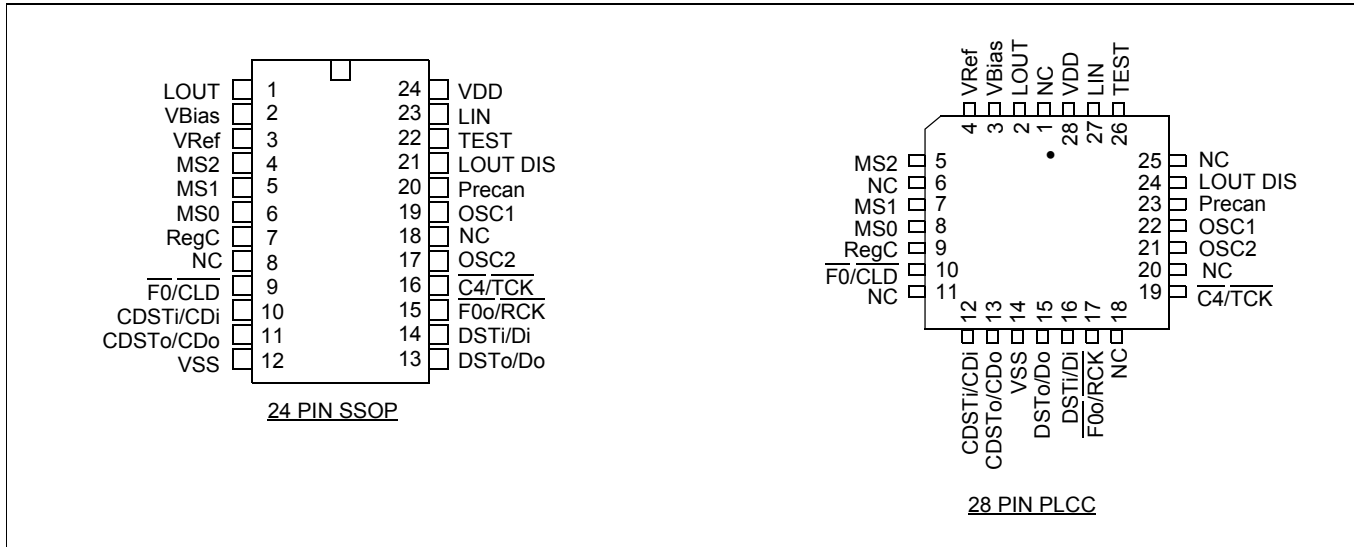 LOUT 1 24 VDD
VBias 2 23 LIN
VRef 3 22 TEST
MS2 4 21 LOUT DIS
MS1 5 20 Precan
MS0 6 19 OSC1
RegC 7 18 NC
NC 8 17 OSC2
F0/CLD 9 16 C4/TCK
CDSTi/CDi 10 15 F0o/RCK
CDSTo/CDo 11 14 DSTi/Di
VSS 12 13 DSTo/Do
24 PIN SSOP
VRef VBias LOUT NC VDD LIN TEST
4 3 2 1 28 27 26
MS2 5 25 NC
NC 6 24 LOUT DIS
MS1 7 23 Precan
MS0 8 22 OSC1
RegC 9 21 OSC2
F0/CLD 10 20 NC
NC 11 19 C4/TCK
12 13 14 15 16 17 18
CDSTi/CDi CDSTo/CDo VSS DSTo/Do DSTi/Di F0o/RCK NC
28 PIN PLCC